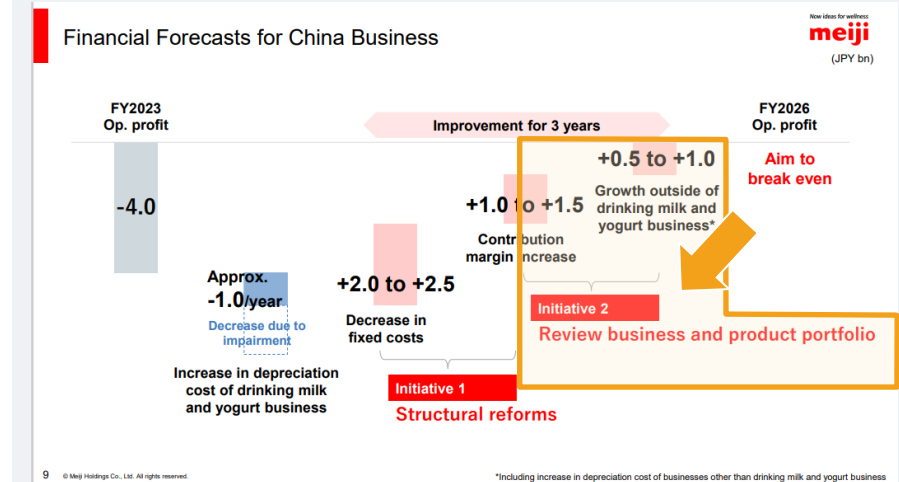 Financial Forecasts for China Business
New ideas for wellness
meiji
(JPY bn)
FY2023
Op. profit
Improvement for 3 years
FY2026
Op. profit
-4.0
Approx.
-1.0/year
Decrease due to
impairment
Increase in depreciation
cost of drinking milk
and yogurt business
+2.0 to +2.5
Decrease in
fixed costs
+1.0 to +1.5
Contribution
margin increase
+0.5 to +1.0
Growth outside of
drinking milk and
yogurt business*
Aim to
break even
Initiative 1
Structural reforms
Initiative 2
Review business and product portfolio
9
© Meiji Holdings Co., Ltd. All rights reserved.
*Including increase in depreciation cost of businesses other than drinking milk and yogurt business